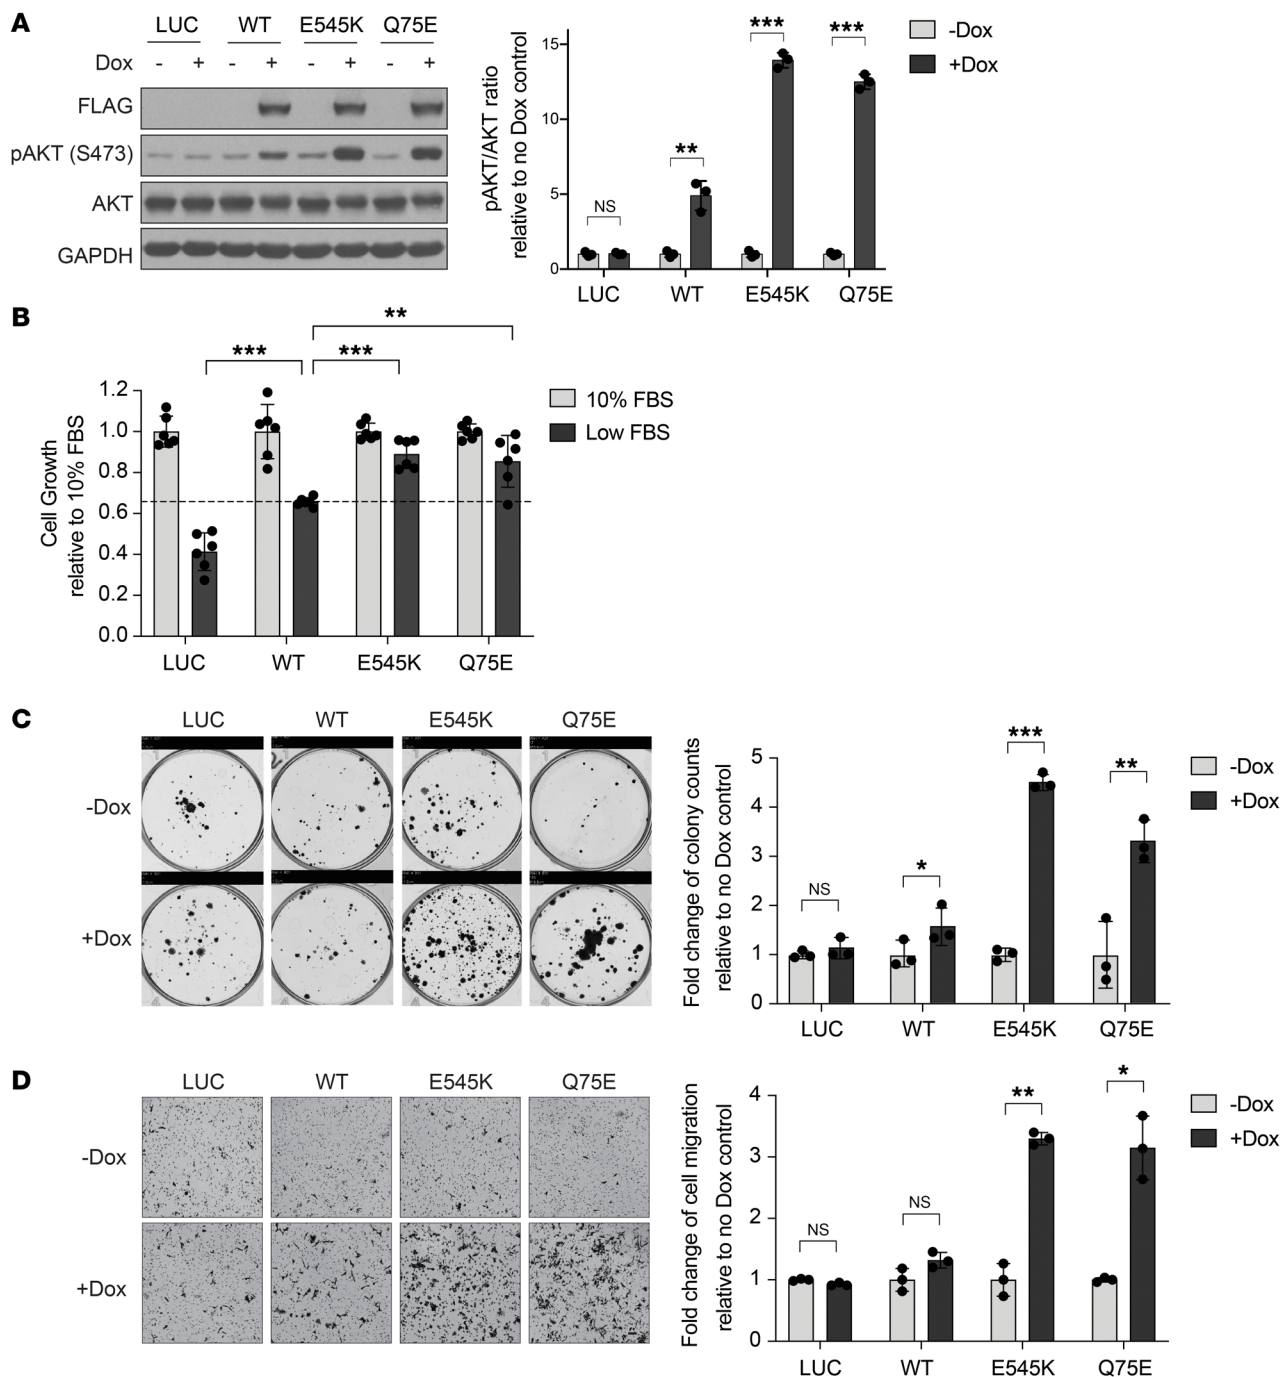 A
LUC WT E545K Q75E
Dox - + - + - + - +
FLAG
pAKT (S473)
AKT
GAPDH
pAKT/AKT ratio
relative to no Dox control
15
10
5
0
NS
**
***
***
LUC WT E545K Q75E
-Dox
+Dox
B
Cell Growth
relative to 10% FBS
1.2
1.0
0.8
0.6
0.4
0.2
0.0
***
***
**
LUC WT E545K Q75E
10% FBS
Low FBS
C
LUC WT E545K Q75E
-Dox
+Dox
Fold change of colony counts
relative to no Dox control
5
4
3
2
1
0
NS
*
***
**
LUC WT E545K Q75E
-Dox
+Dox
D
LUC WT E545K Q75E
-Dox
+Dox
Fold change of cell migration
relative to no Dox control
4
3
2
1
0
NS
NS
**
*
LUC WT E545K Q75E
-Dox
+Dox